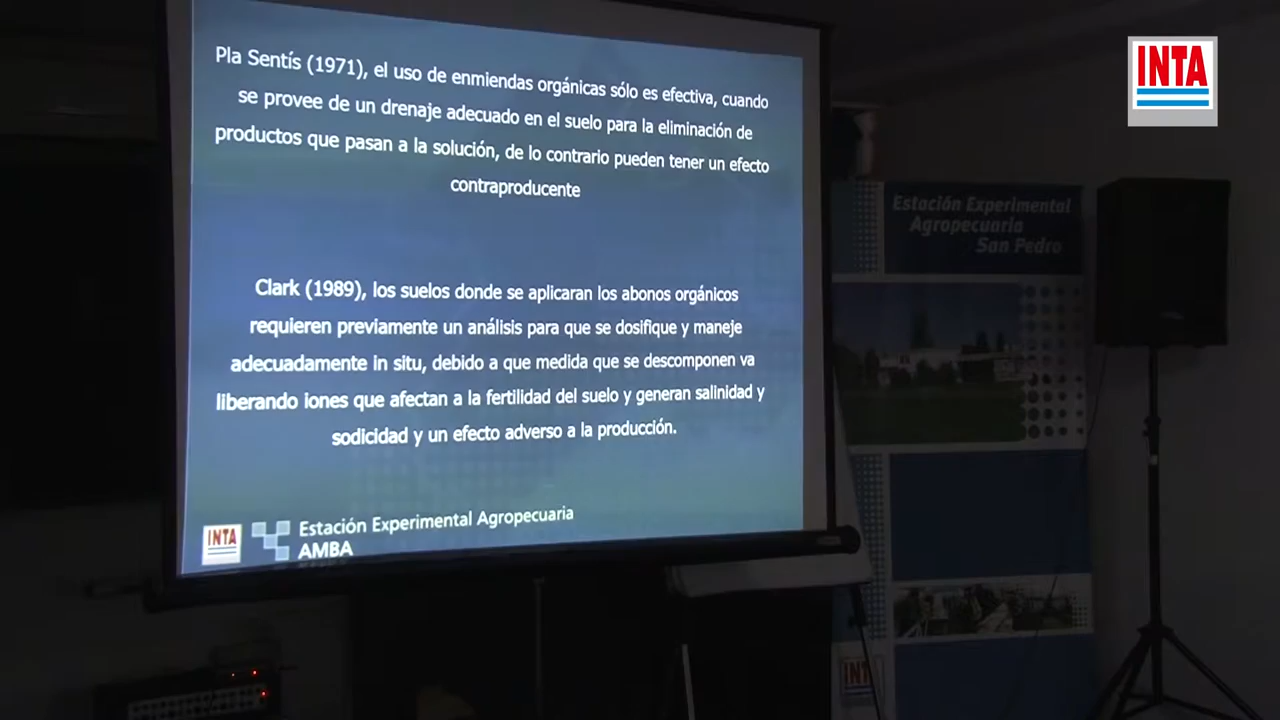 Pla Sentís (1971), el uso de enmiendas orgánicas sólo es efectiva, cuando
se provee de un drenaje adecuado en el suelo para la eliminación de
productos que pasan a la solución, de lo contrario pueden tener un efecto
contraproducente
Clark (1989), los suelos donde se aplicaran los abonos orgánicos
requieren previamente un análisis para que se dosifique y maneje
adecuadamente in situ, debido a que medida que se descomponen va
liberando iones que afectan a la fertilidad del suelo y generan salinidad y
sodicidad y un efecto adverso a la producción.
INTA
Estación Experimental Agropecuaria
AMBA
INTA
Estación Experimental
Agropecuaria
San Pedro
INTA